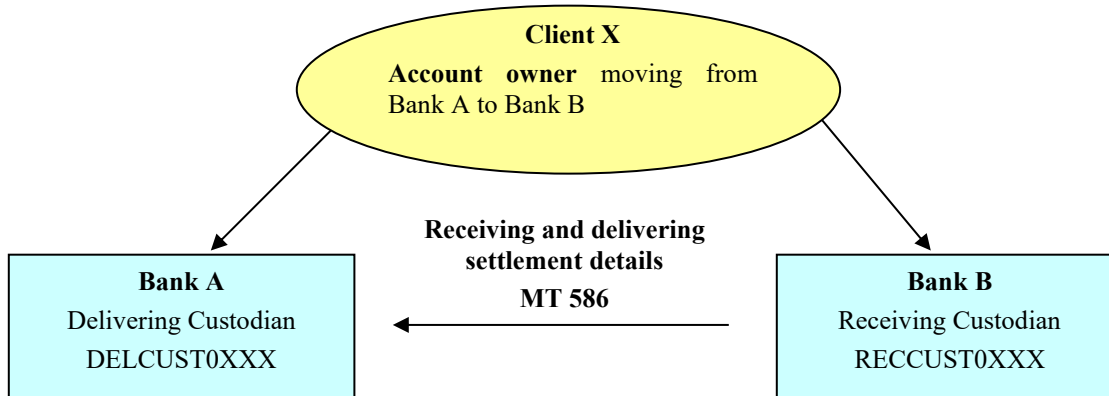 Client X
Account owner moving from
Bank A to Bank B
Receiving and delivering
settlement details
MT 586
Bank A
Delivering Custodian
DELCUST0XXX
Bank B
Receiving Custodian
RECCUST0XXX